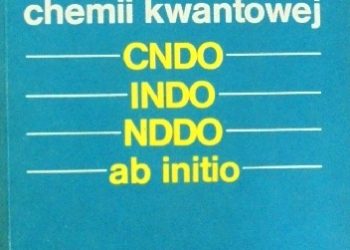 chemii kwantowej
CNDO
INDO
NDDO
ab initio